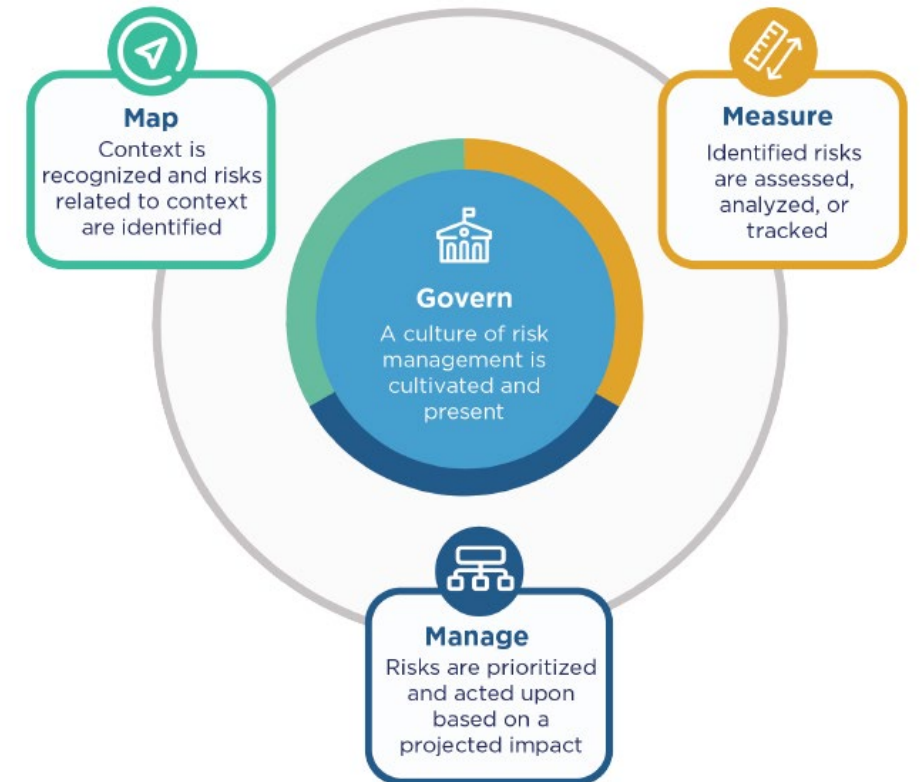 Map
Context is
recognized and risks
related to context
are identified
Measure
Identified risks
are assessed,
analyzed, or
tracked
Govern
A culture of risk
management is
cultivated and
present
Manage
Risks are prioritized
and acted upon
based on a
projected impact